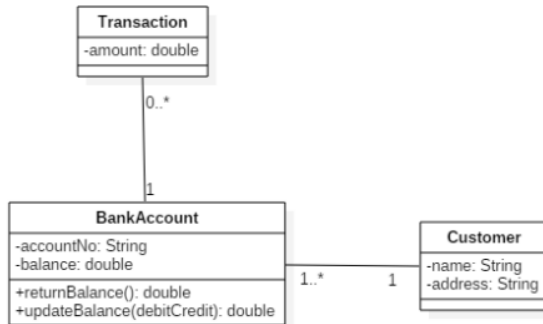 Transaction
-amount: double
0..*
1
BankAccount
-accountNo: String
-balance: double
+returnBalance(): double
+updateBalance(debitCredit): double
1..*
1
Customer
-name: String
-address: String